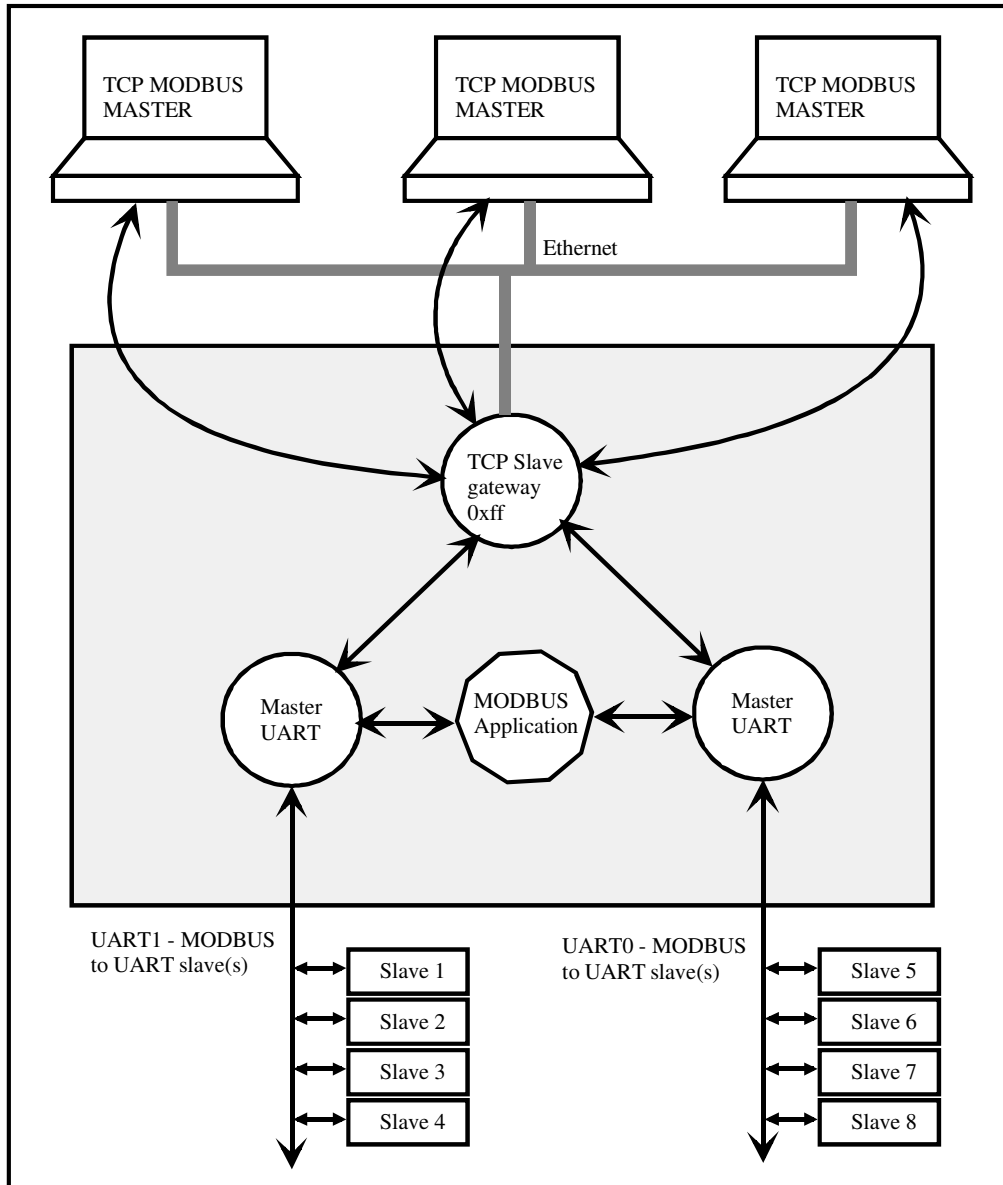 TCP MODBUS
MASTER
TCP MODBUS
MASTER
TCP MODBUS
MASTER
Ethernet
TCP Slave
gateway
0xff
Master
UART
MODBUS
Application
Master
UART
UART1 - MODBUS
to UART slave(s)
Slave 1
Slave 2
Slave 3
Slave 4
UART0 - MODBUS
to UART slave(s)
Slave 5
Slave 6
Slave 7
Slave 8